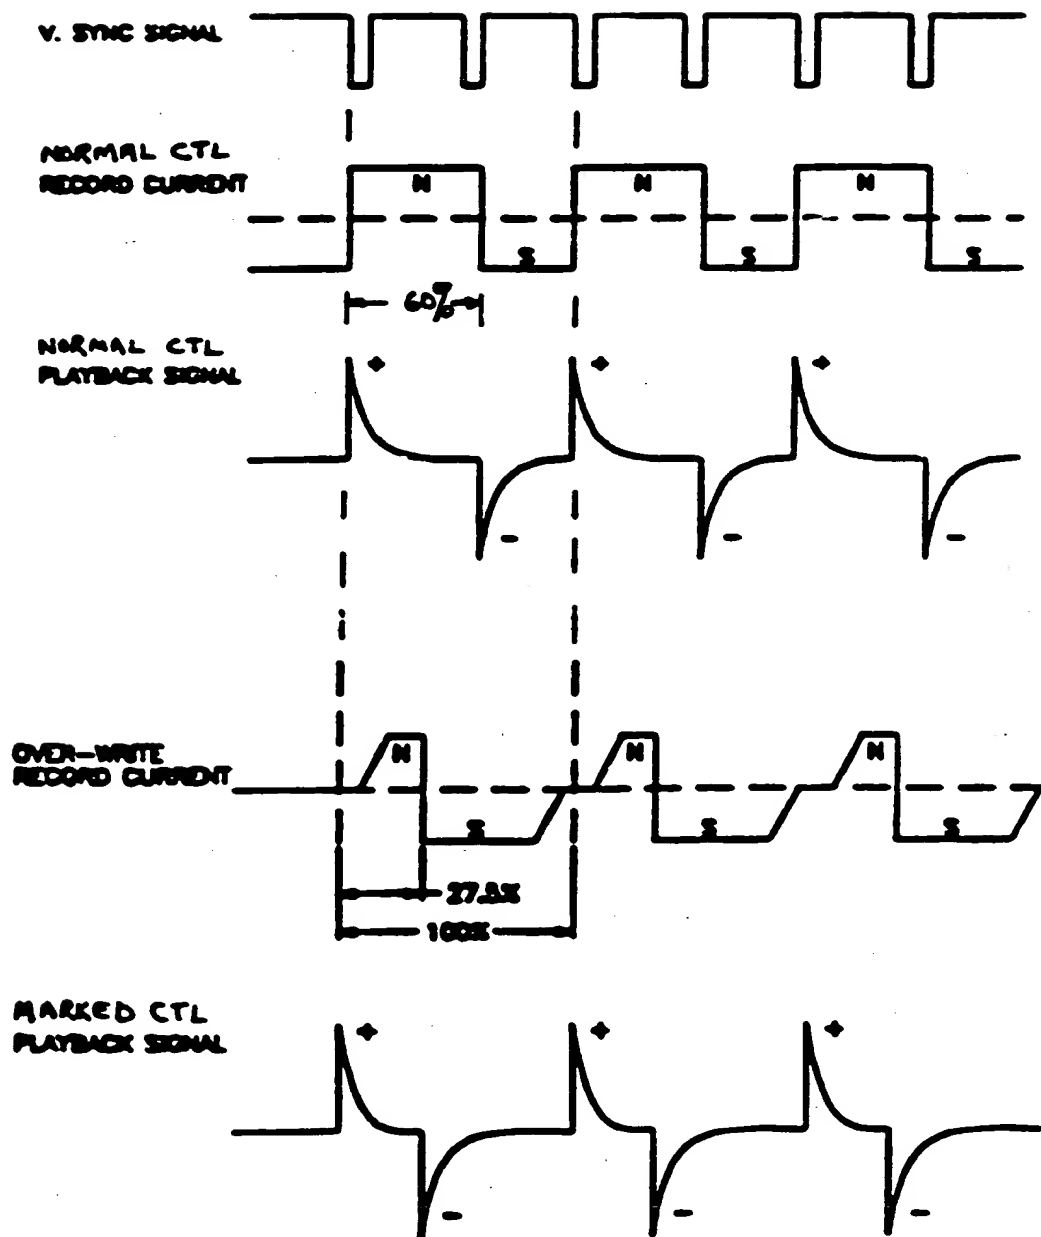 V. SYNC SIGNAL
NORMAL CTL
RECORD CURRENT
N N N
S S S
60%
NORMAL CTL
PLAYBACK SIGNAL
+ + +
- - -
OVER-WRITE
RECORD CURRENT
N N N
S S S
27.5%
100%
MARKED CTL
PLAYBACK SIGNAL
+ + +
- - -